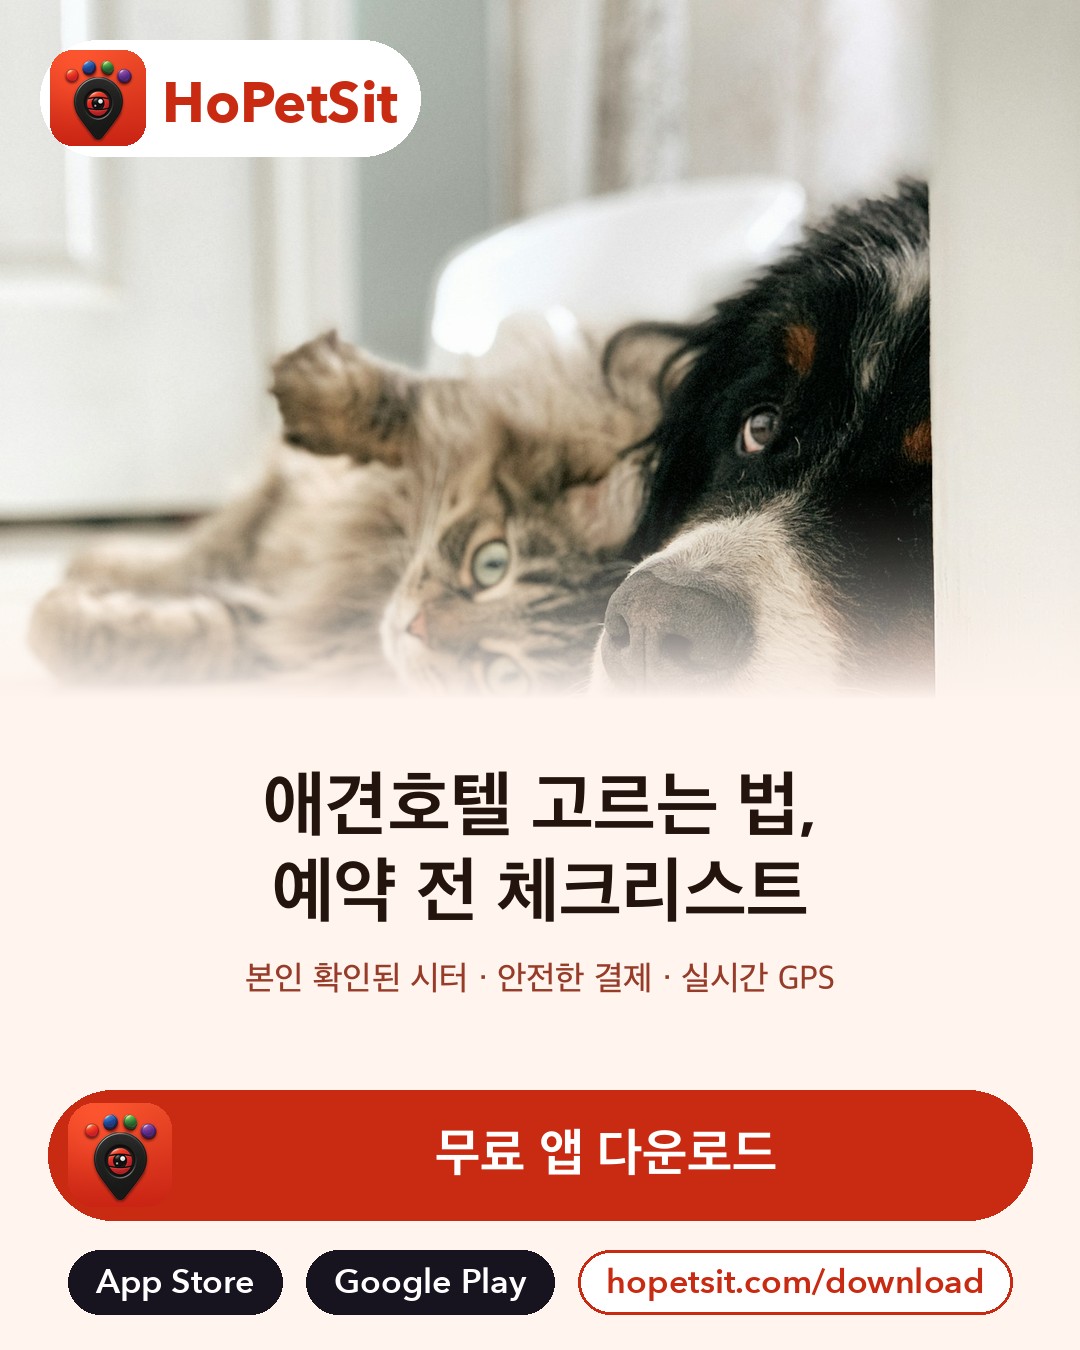 HoPetSit
애견호텔 고르는 법,
예약 전 체크리스트
본인 확인된 시터 · 안전한 결제 · 실시간 GPS
무료 앱 다운로드
App Store
Google Play
hopetsit.com/download